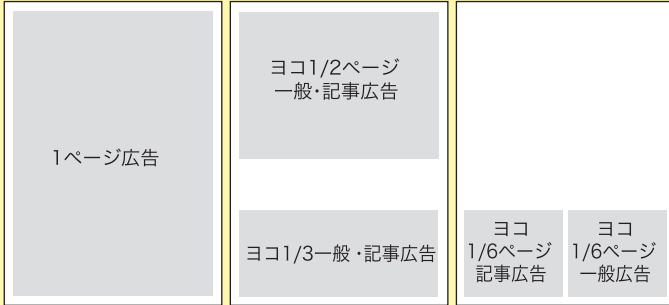 1ページ広告
ヨコ1/2ページ
一般・記事広告
ヨコ1/3一般・記事広告
ヨコ
1/6ページ
記事広告
ヨコ
1/6ページ
一般広告